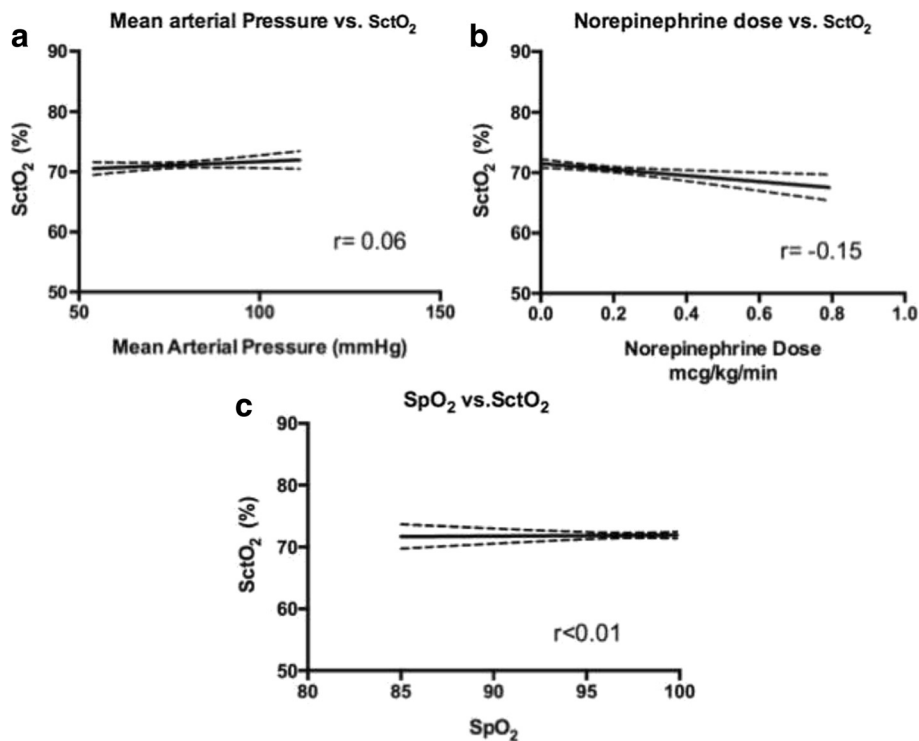 a
Mean arterial Pressure vs. SctO₂
90
80
70
60
50
SctO₂ (%)
r= 0.06
50 100 150
Mean Arterial Pressure (mmHg)
b
Norepinephrine dose vs. SctO₂
90
80
70
60
50
SctO₂ (%)
r= -0.15
0.0 0.2 0.4 0.6 0.8 1.0
Norepinephrine Dose
mcg/kg/min
c
SpO₂ vs.SctO₂
90
80
70
60
50
SctO₂ (%)
r<0.01
80 85 90 95 100
SpO₂